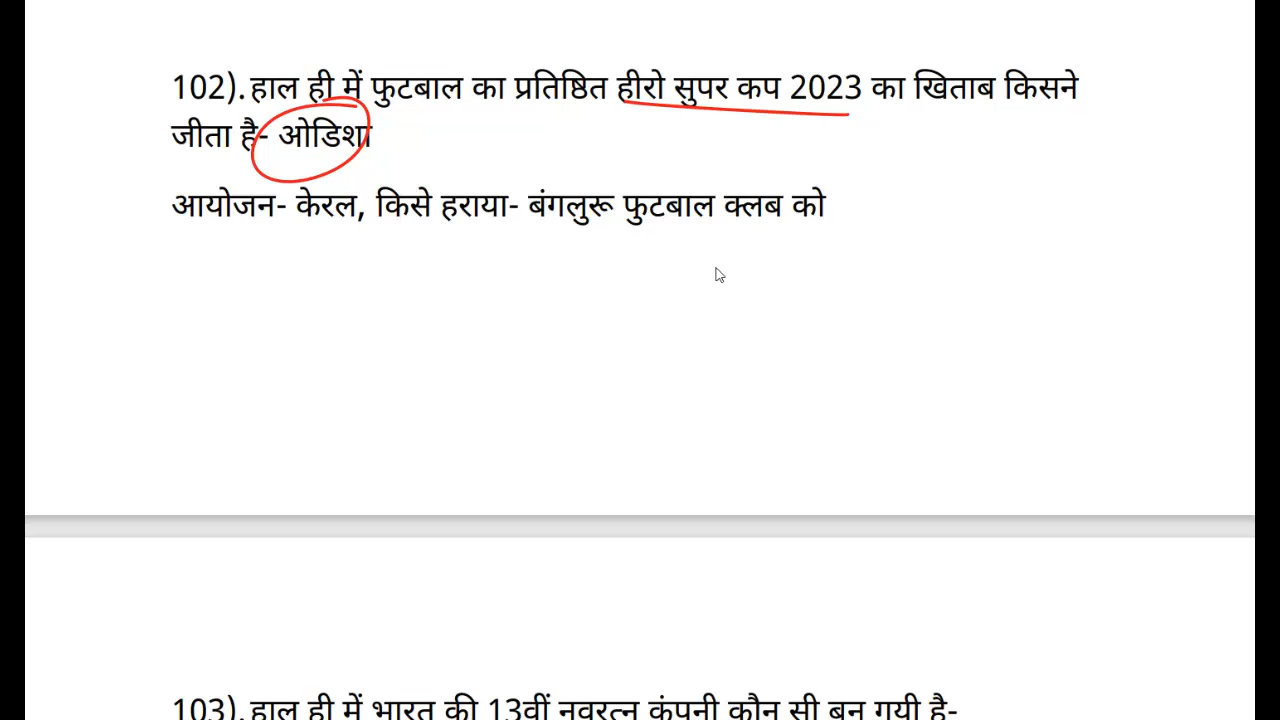 102). हाल ही में फुटबाल का प्रतिष्ठित हीरो सुपर कप 2023 का खिताब किसने
जीता है- ओडिशा
आयोजन- केरल, किसे हराया- बंगलुरू फुटबाल क्लब को
103). हाल ही में भारत की 13वीं नवरत्न कंपनी कौन सी बन गयी है-